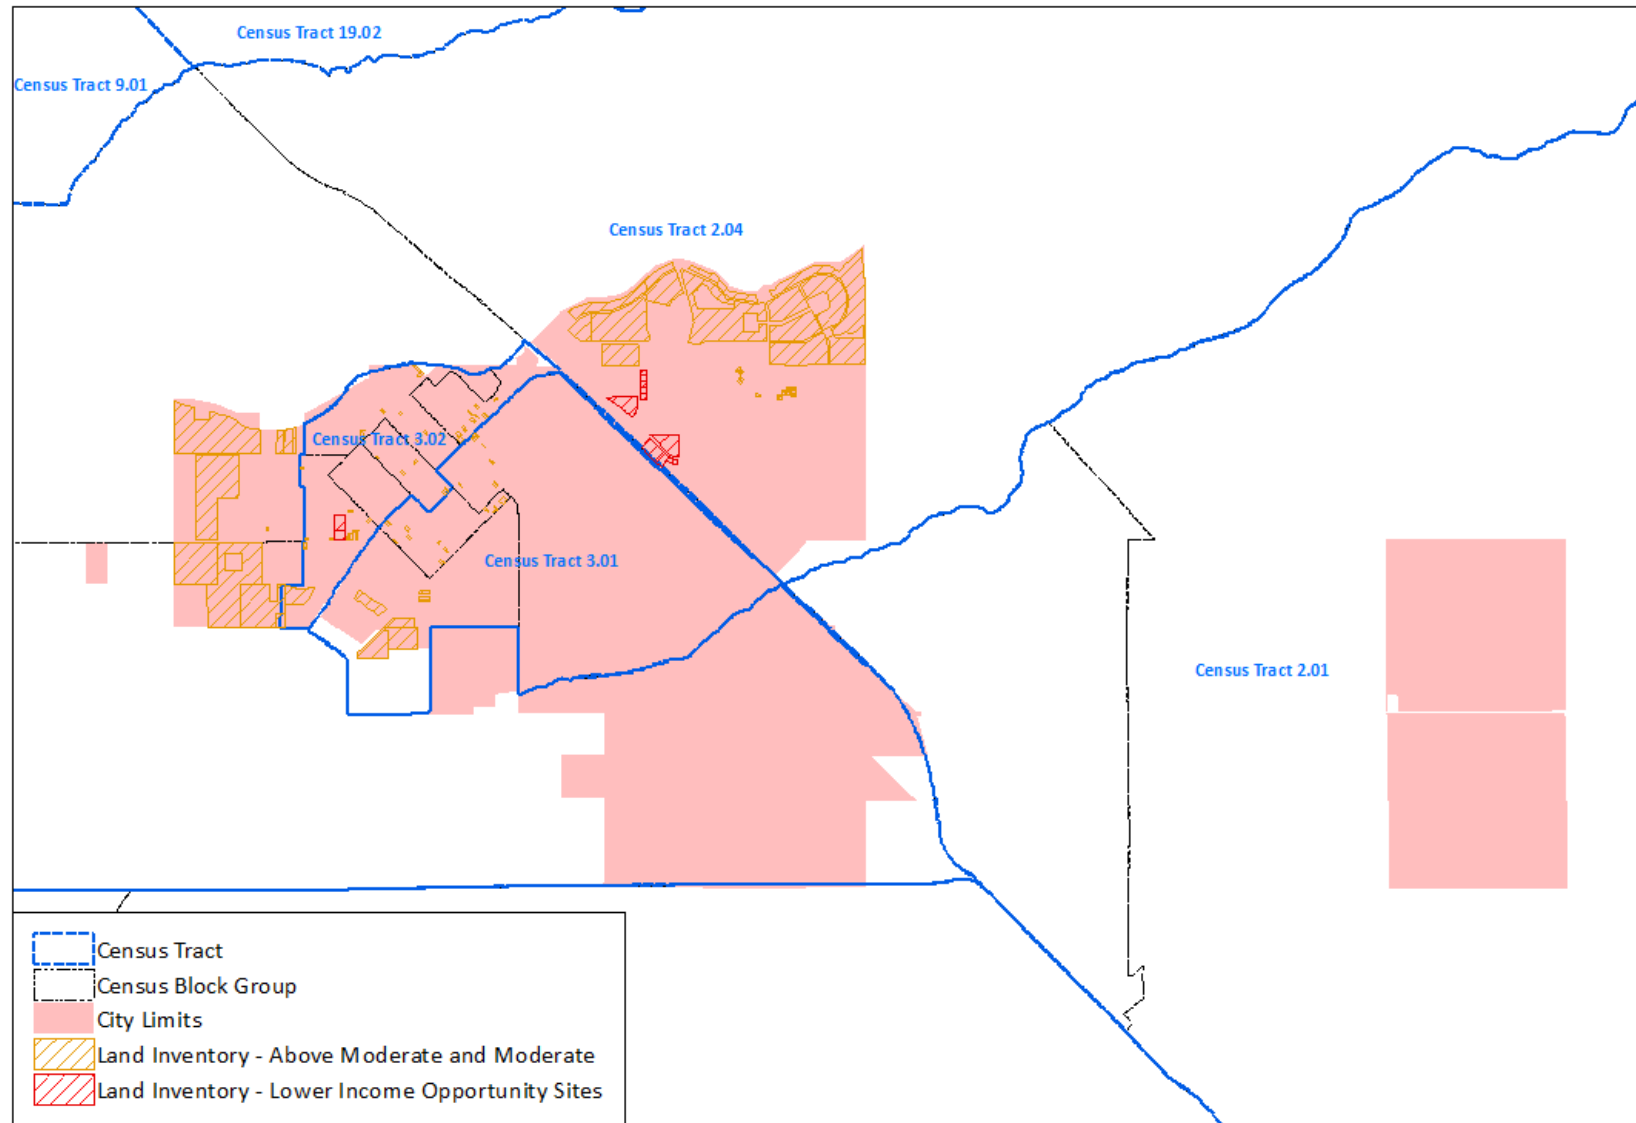 Census Tract 19.02
Census Tract 9.01
Census Tract 2.04
Census Tract 3.02
Census Tract 3.01
Census Tract 2.01
Census Tract
Census Block Group
City Limits
Land Inventory - Above Moderate and Moderate
Land Inventory - Lower Income Opportunity Sites